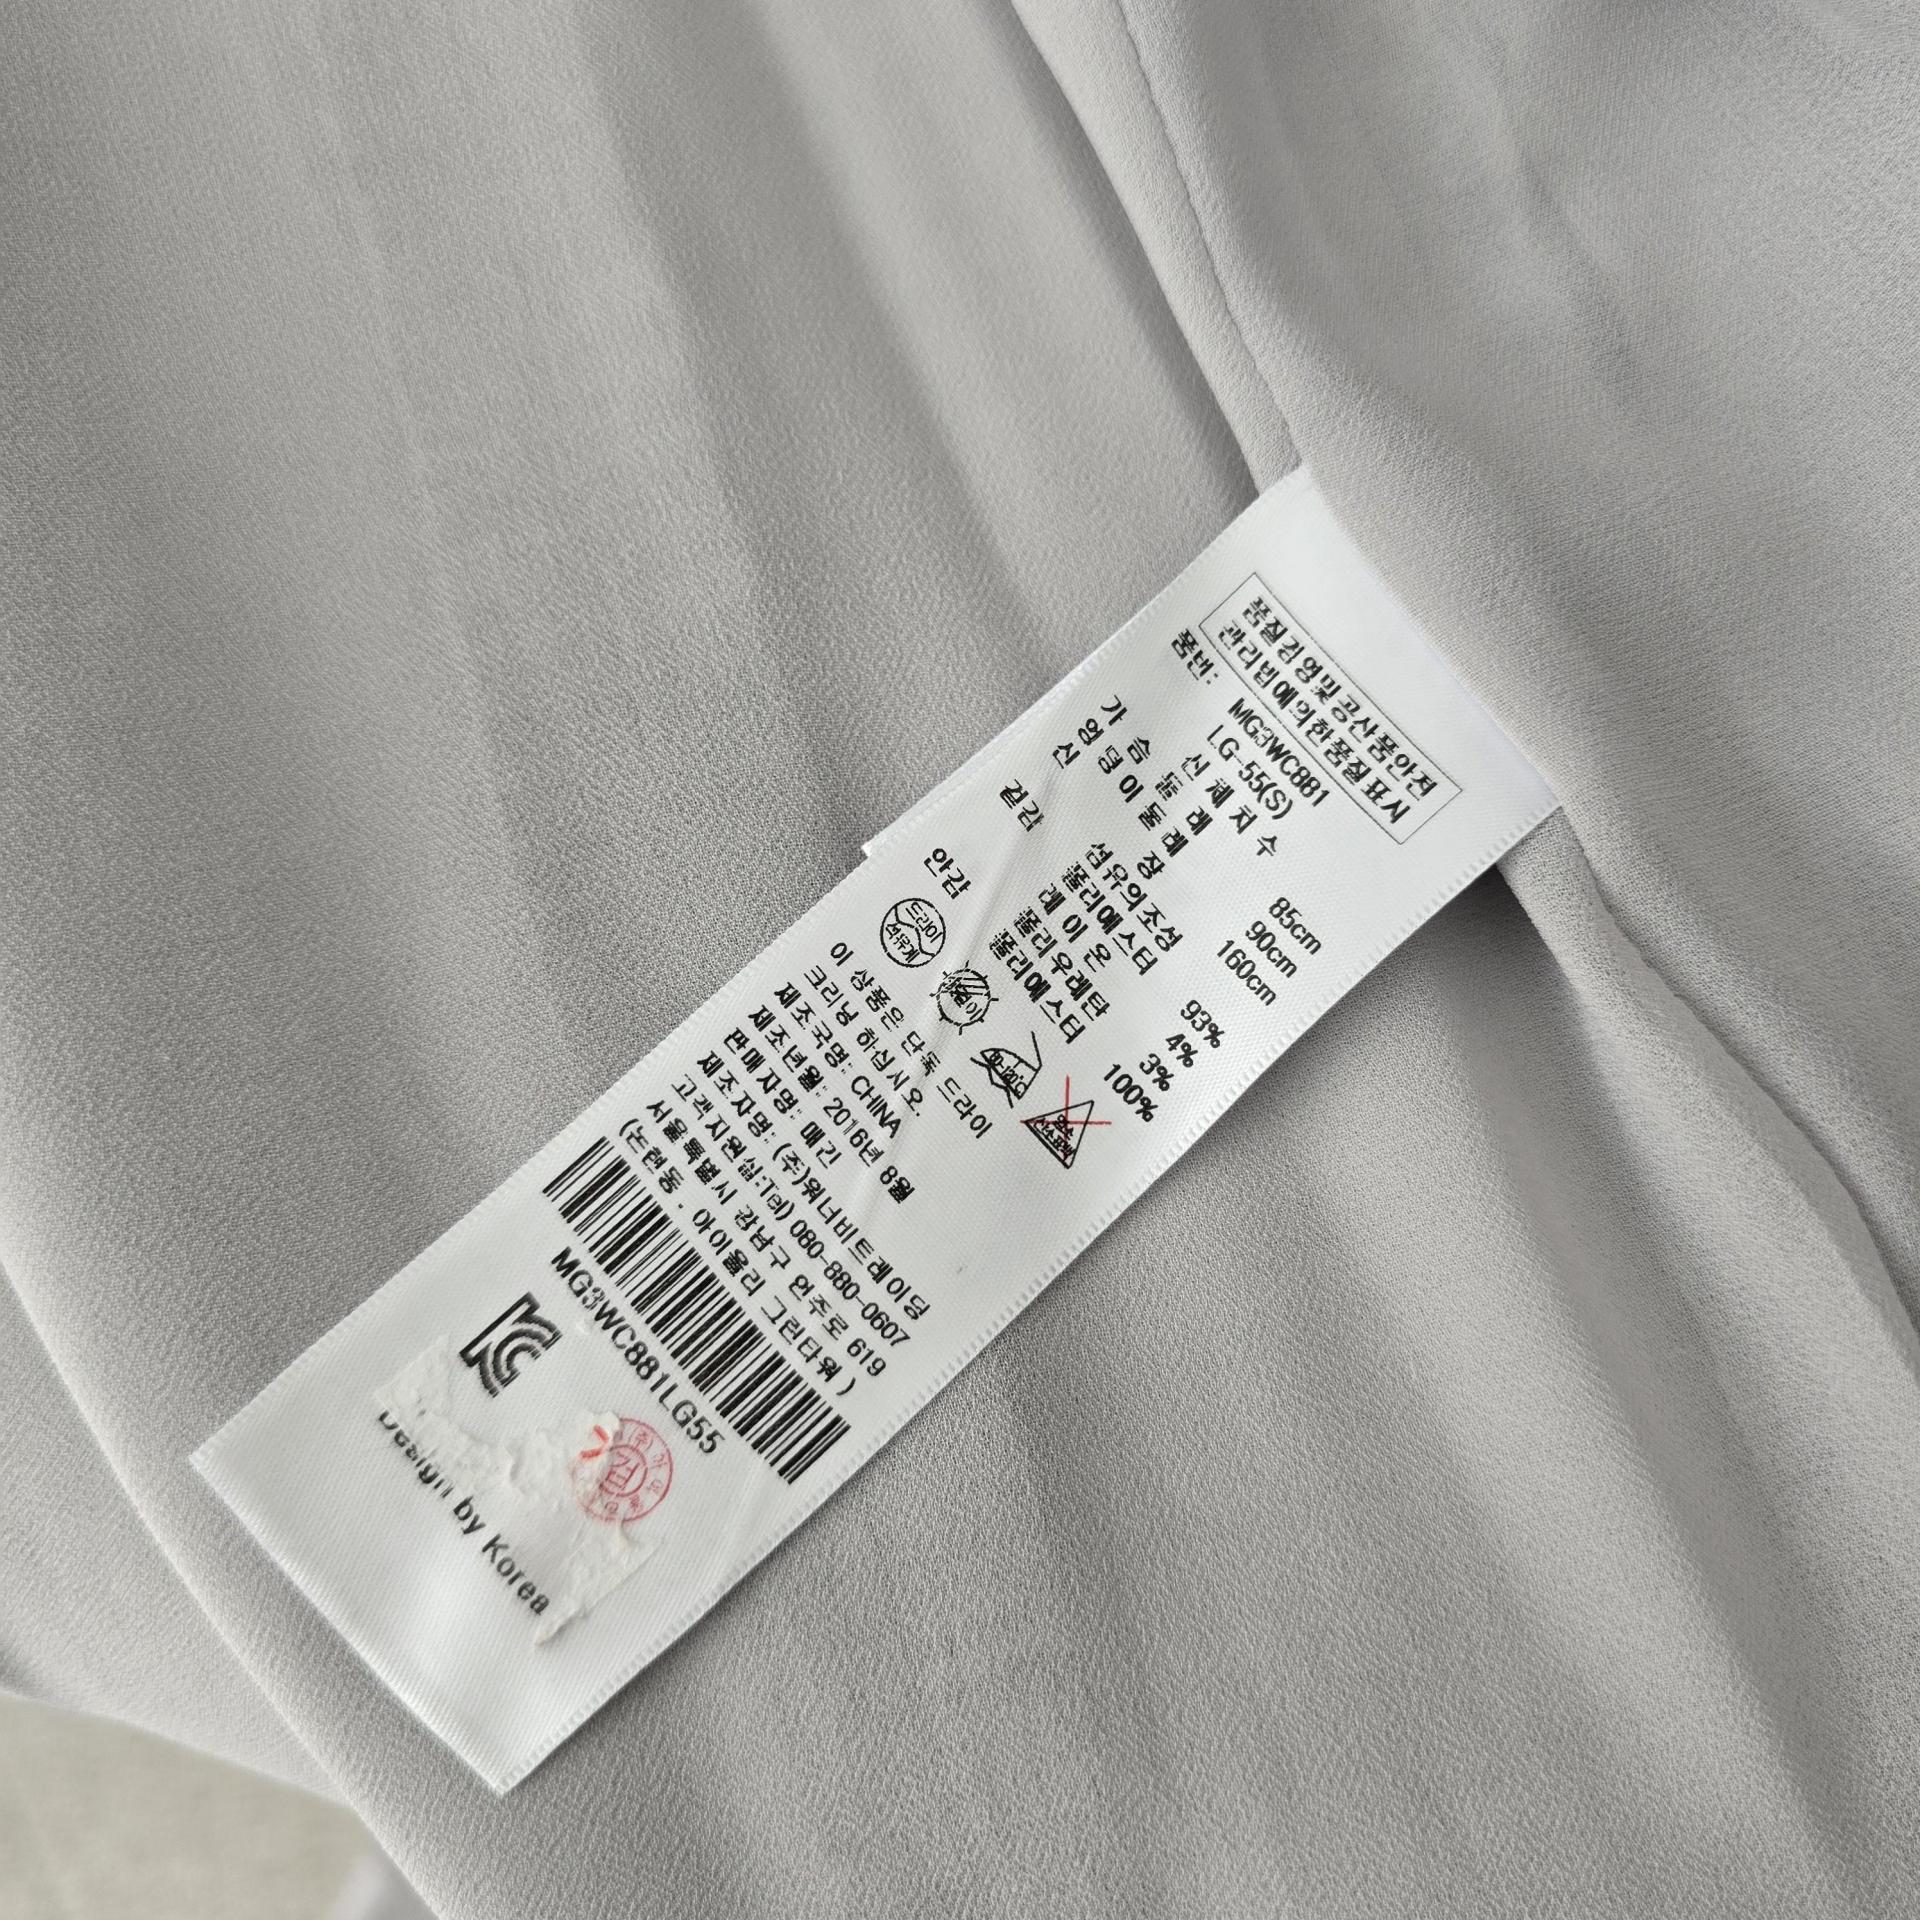 품질경영및공산품안전
관리법에의한품질표시
품번: MG3WC881
LG-55(S)
신체치수
가슴둘레 85cm
엉덩이둘레 90cm
신장 160cm
섬유의조성
겉감 폴리에스터 93%
레이온 4%
폴리우레탄 3%
안감 폴리에스터 100%
드라이
석유계
이 상품은 단독 드라이
크리닝 하십시오.
제조국명: CHINA
제조년월: 2016년 8월
판매자명: 매긴
제조자명: (주)워너비트레이딩
고객지원실:Tel) 080-880-0607
서울특별시 강남구 언주로 619
(논현동, 아이올리 그린타워)
MG3WC881LG55
검
Design by Korea